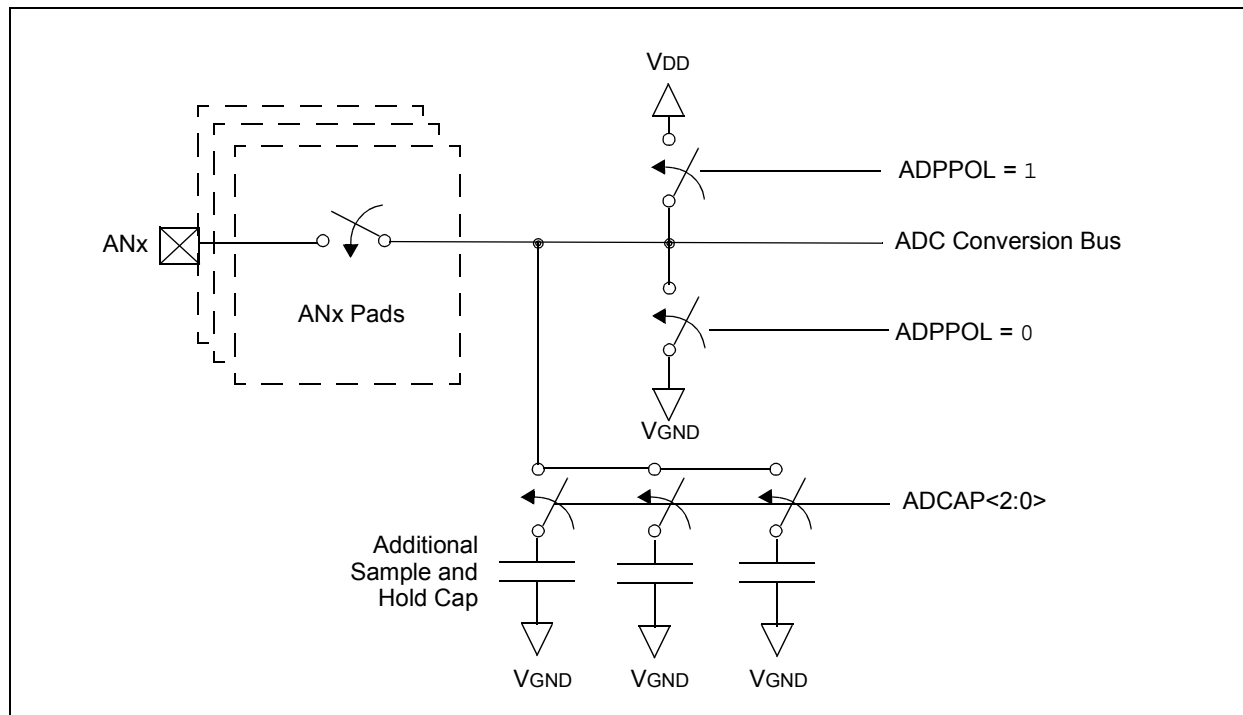 VDD
ADPPOL = 1
ANx
ADC Conversion Bus
ANx Pads
ADPPOL = 0
VGND
ADCAP<2:0>
Additional
Sample and
Hold Cap
VGND
VGND
VGND